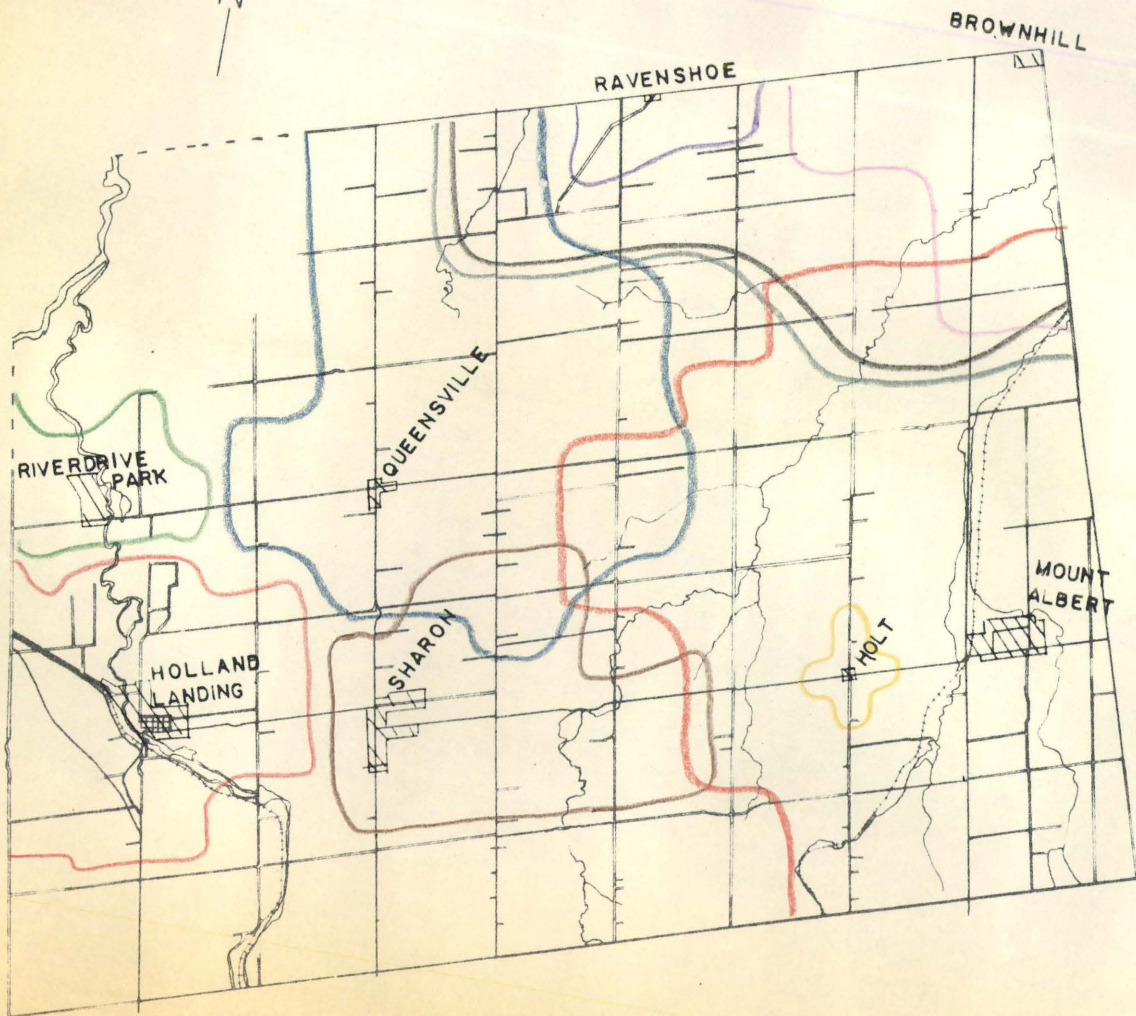 N
BROWNHILL
RAVENSHOE
QUEENSVILLE
RIVERDRIVE
PARK
MOUNT
ALBERT
SHARON
HOLT
HOLLAND
LANDING